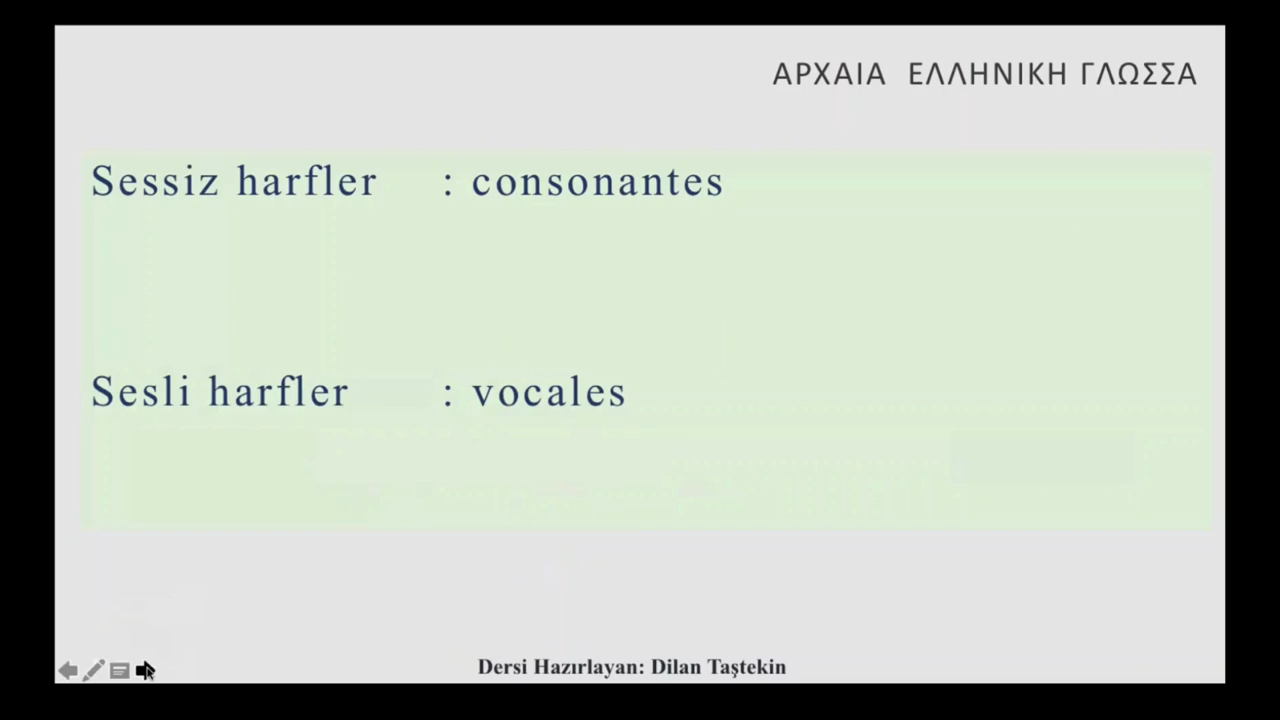 ΑΡΧΑΙΑ ΕΛΛΗΝΙΚΗ ΓΛΩΣΣΑ
Sessiz harfler : consonantes
Sesli harfler : vocales
Dersi Hazırlayan: Dilan Taştekin